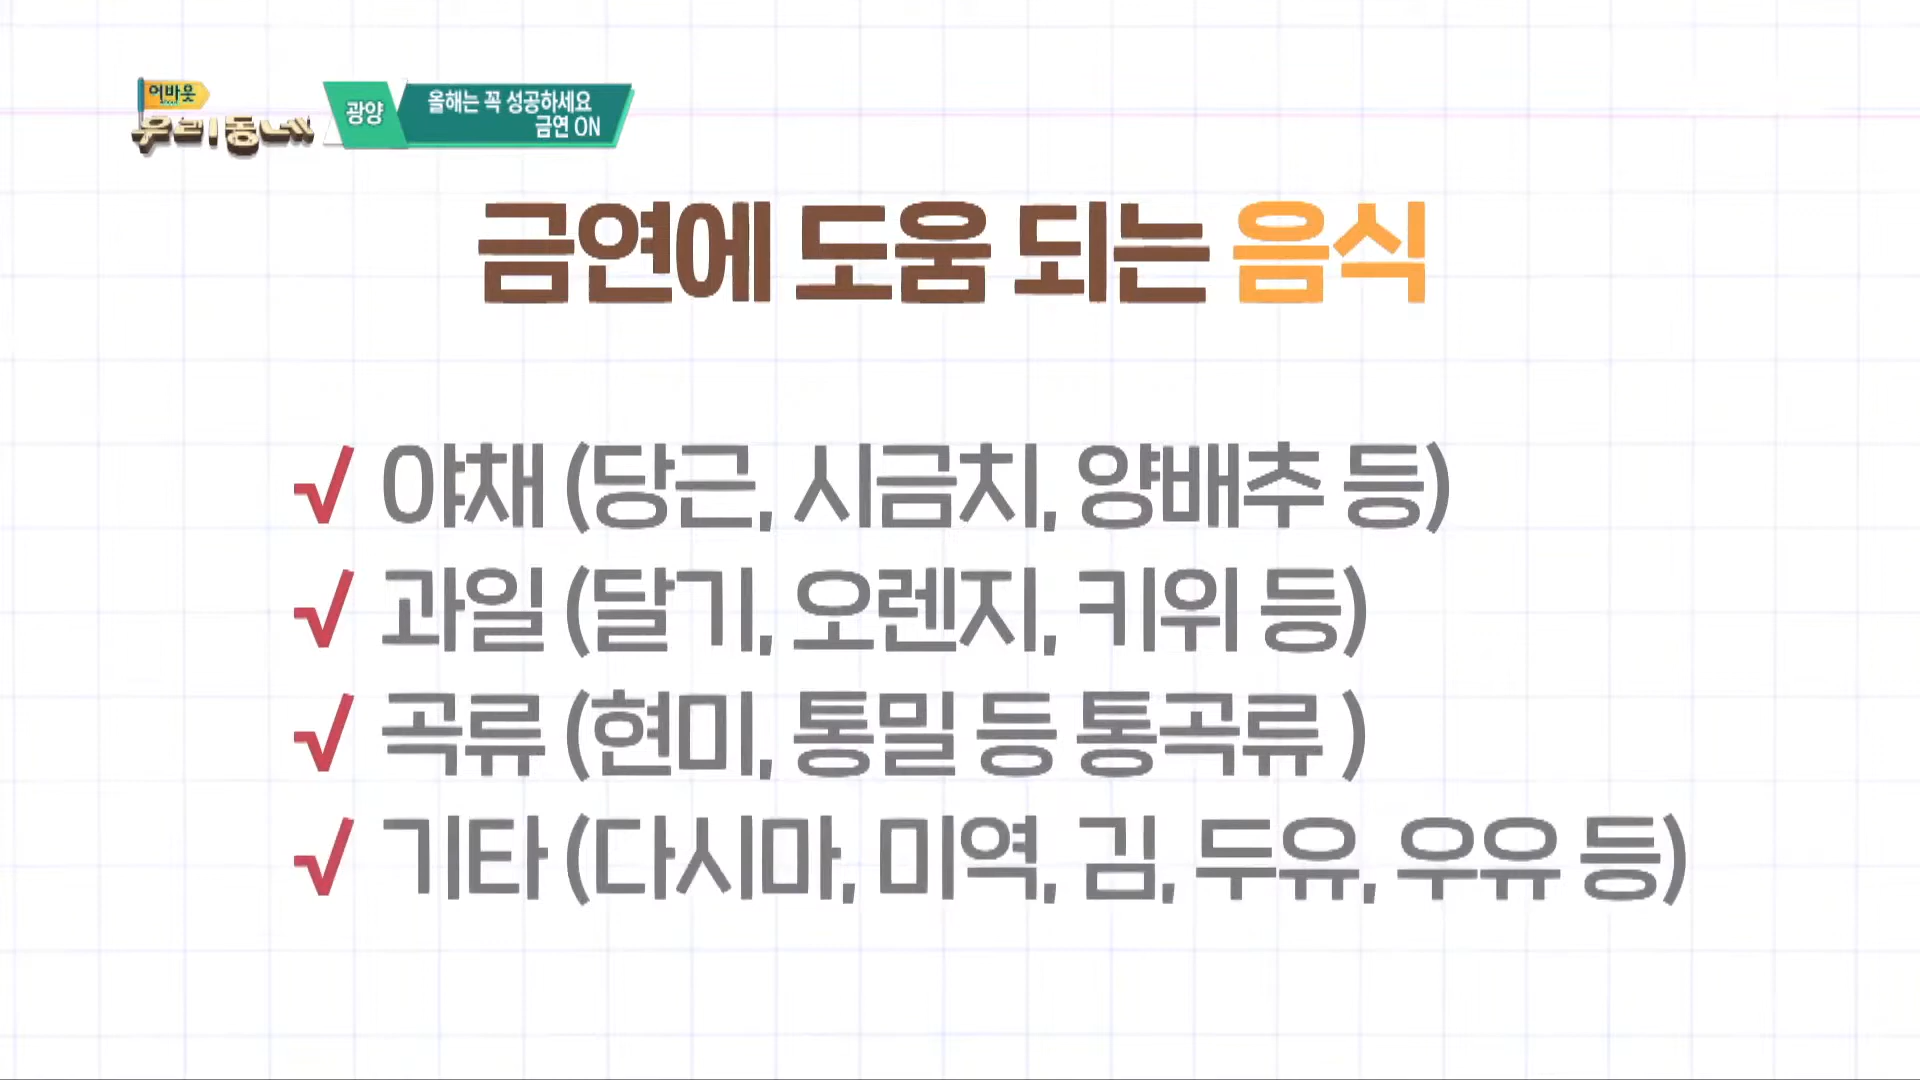 어바웃
우리동네
광양
올해는 꼭 성공하세요
금연 ON
금연에 도움 되는 음식
√ 야채 (당근, 시금치, 양배추 등)
√ 과일 (달기, 오렌지, 키위 등)
√ 곡류 (현미, 통밀 등 통곡류 )
√ 기타 (다시마, 미역, 김, 두유, 우유 등)